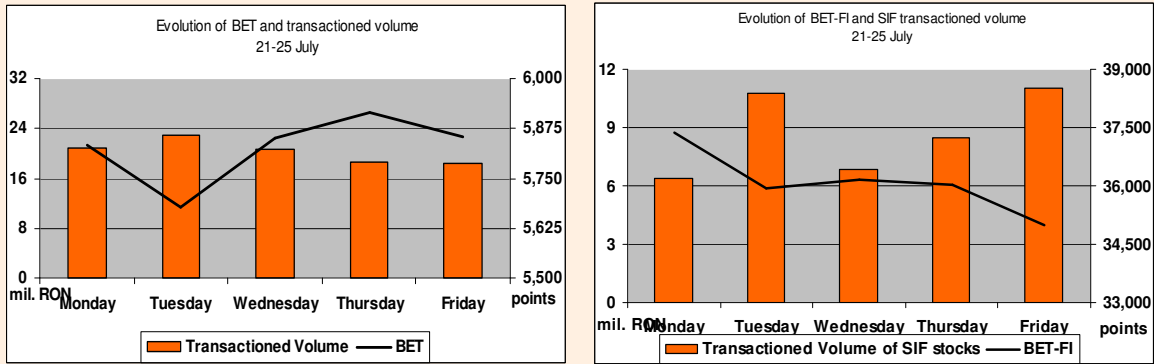 Evolution of BET and transactioned volume
21-25 July
32
24
16
8
0
6,000
5,875
5,750
5,625
5,500
mil. RON
points
Monday Tuesday Wednesday Thursday Friday
Transactioned Volume BET
Evolution of BET-FI and SIF transactioned volume
21-25 July
12
9
6
3
0
39,000
37,500
36,000
34,500
33,000
mil. RON
points
Monday Tuesday Wednesday Thursday Friday
Transactioned Volume of SIF stocks BET-FI